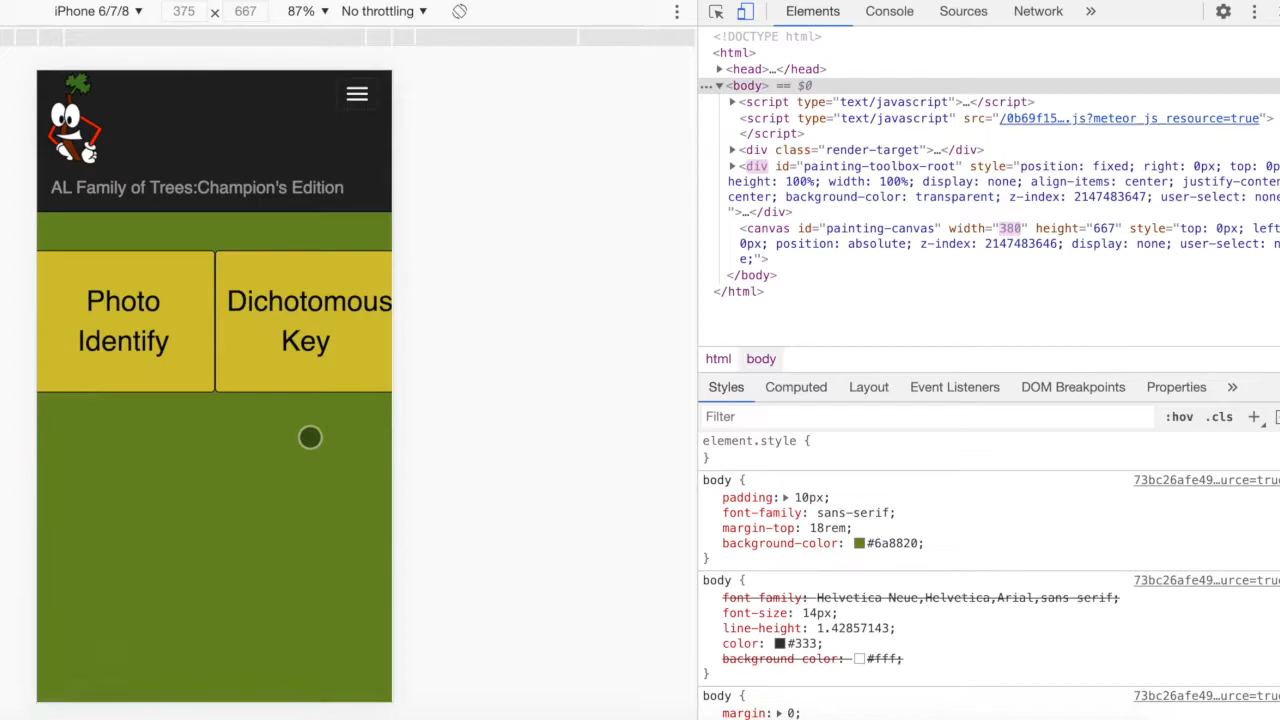 iPhone 6/7/8 ▼ 375 x 667 87% ▼ No throttling ▼
AL Family of Trees:Champion's Edition
Photo
Identify
Dichotomous
Key
Elements Console Sources Network »
<!DOCTYPE html>
<html>
▶<head>…</head>
…▼<body> == $0
▶<script type="text/javascript">…</script>
<script type="text/javascript" src="/0b69f15….js?meteor_js_resource=true">
</script>
▶<div class="render-target">…</div>
▶<div id="painting-toolbox-root" style="position: fixed; right: 0px; top: 0p
height: 100%; width: 100%; display: none; align-items: center; justify-conten
center; background-color: transparent; z-index: 2147483647; user-select: none
">…</div>
<canvas id="painting-canvas" width="380" height="667" style="top: 0px; left
0px; position: absolute; z-index: 2147483646; display: none; user-select: n
e;">
</body>
</html>
html body
Styles Computed Layout Event Listeners DOM Breakpoints Properties »
Filter :hov .cls +
element.style {
}
body { 73bc26afe49…urce=true
padding:▶ 10px;
font-family: sans-serif;
margin-top: 18rem;
background-color: #6a8820;
}
body { 73bc26afe49…urce=true
font-family: Helvetica Neue,Helvetica,Arial,sans-serif;
font-size: 14px;
line-height: 1.42857143;
color: #333;
background-color: #fff;
}
body { 73bc26afe49…urce=true
margin:▶ 0;